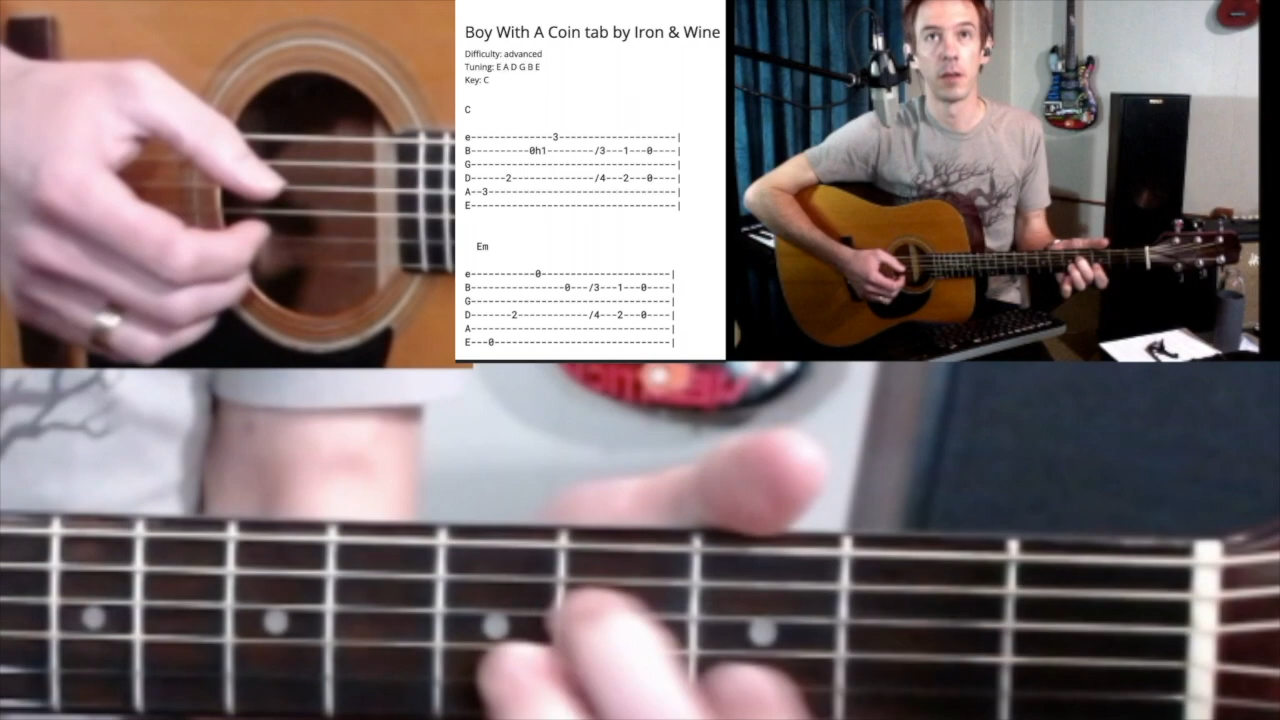 Boy With A Coin tab by Iron & Wine
Difficulty: advanced
Tuning: E A D G B E
Key: C
C
e------------3-----------------|
B---------0h1--------/3---1---0----|
G-------------------------------|
D-----2--------------/4---2---0----|
A--3----------------------------|
E-------------------------------|
Em
e-----------0--------------------|
B---------------0---/3---1---0----|
G-------------------------------|
D-------2-----------/4---2---0----|
A-------------------------------|
E---0---------------------------|